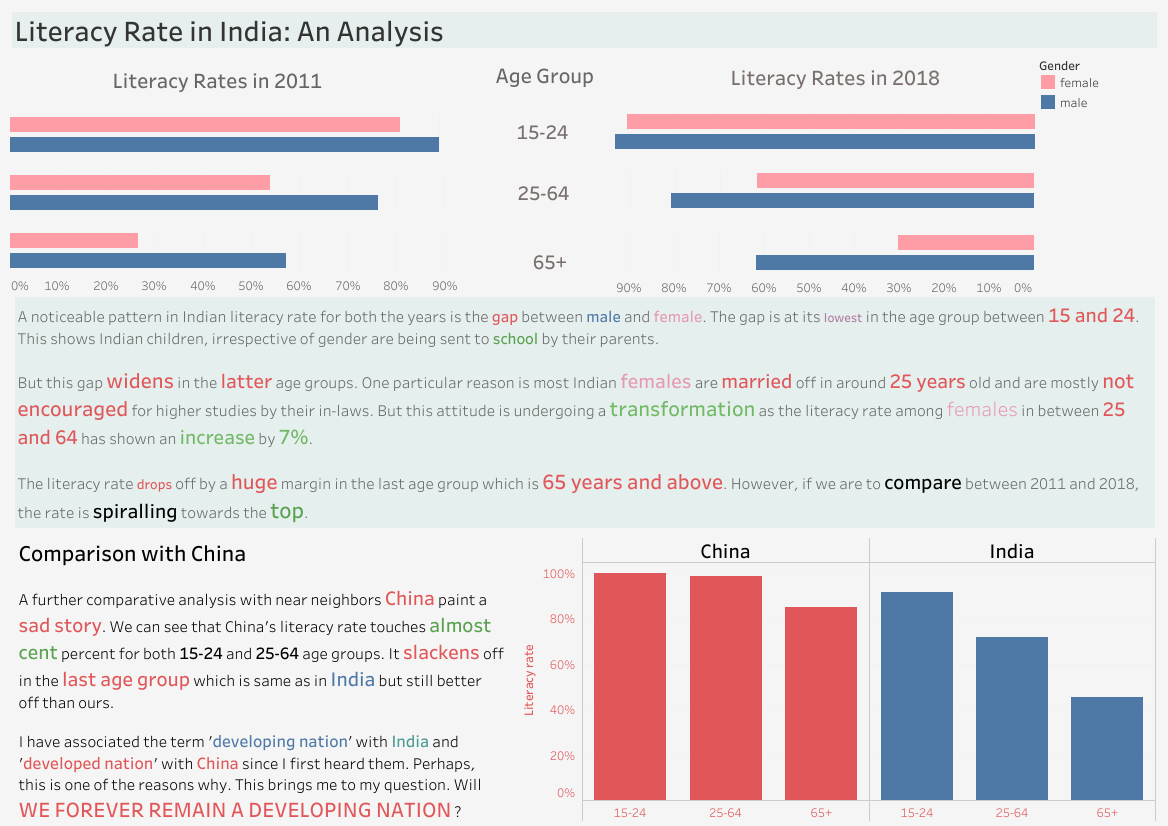 Literacy Rate in India: An Analysis
Literacy Rates in 2011
Age Group
Literacy Rates in 2018
Gender
female
male
15-24
25-64
65+
0% 10% 20% 30% 40% 50% 60% 70% 80% 90%
90% 80% 70% 60% 50% 40% 30% 20% 10% 0%
A noticeable pattern in Indian literacy rate for both the years is the gap between male and female. The gap is at its lowest in the age group between 15 and 24.
This shows Indian children, irrespective of gender are being sent to school by their parents.
But this gap widens in the latter age groups. One particular reason is most Indian females are married off in around 25 years old and are mostly not
encouraged for higher studies by their in-laws. But this attitude is undergoing a transformation as the literacy rate among females in between 25
and 64 has shown an increase by 7%.
The literacy rate drops off by a huge margin in the last age group which is 65 years and above. However, if we are to compare between 2011 and 2018,
the rate is spiralling towards the top.
Comparison with China
A further comparative analysis with near neighbors China paint a
sad story. We can see that China's literacy rate touches almost
cent percent for both 15-24 and 25-64 age groups. It slackens off
in the last age group which is same as in India but still better
off than ours.
I have associated the term 'developing nation' with India and
'developed nation' with China since I first heard them. Perhaps,
this is one of the reasons why. This brings me to my question. Will
WE FOREVER REMAIN A DEVELOPING NATION ?
China
India
Literacy rate
100%
80%
60%
40%
20%
0%
15-24 25-64 65+
15-24 25-64 65+